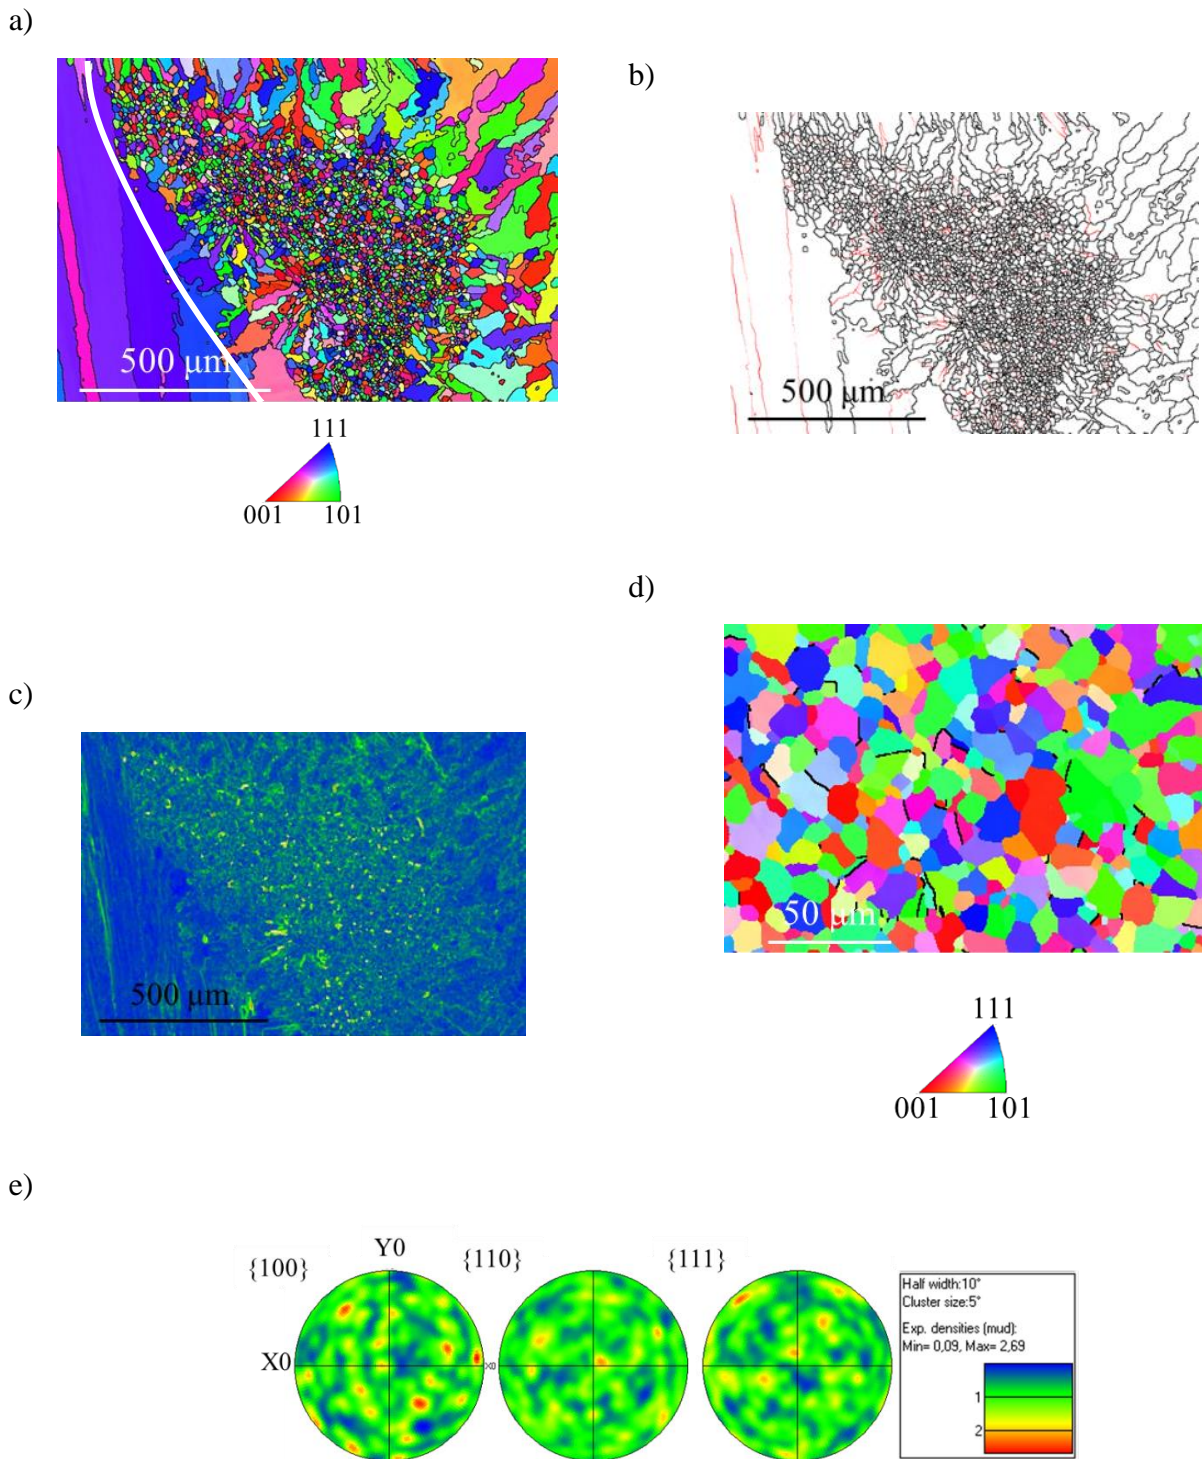 a)
b)
500 µm
500 µm
111
001 101
d)
c)
500 µm
50 µm
111
001 101
e)
{100} Y0 {110} {111}
X0 X0
Half width:10°
Cluster size:5°
Exp. densities (mud):
Min= 0,09, Max= 2,69
1
2